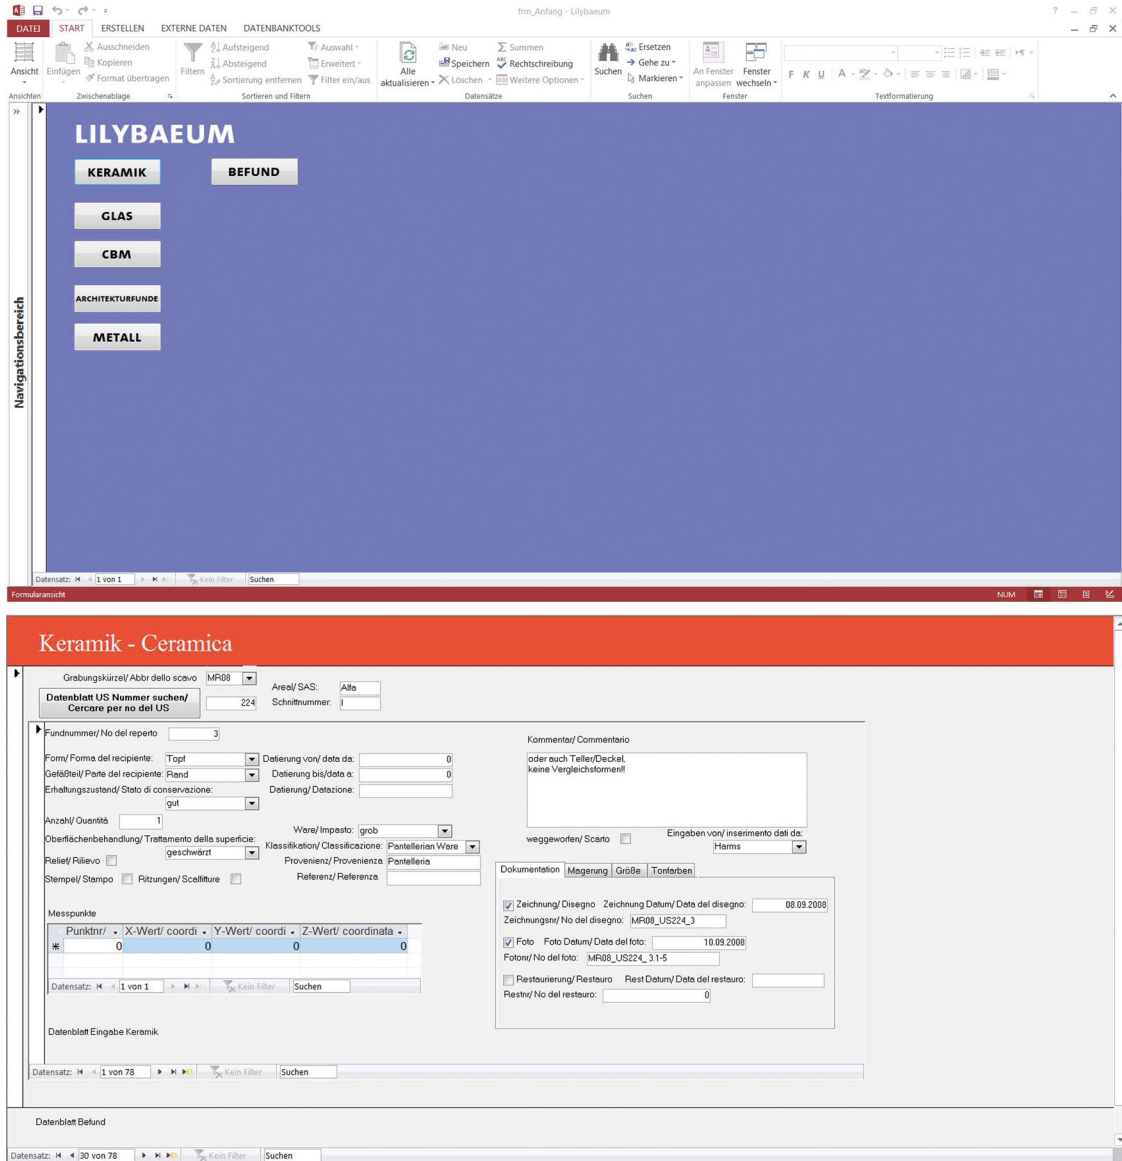 frm_Anfang - Lilybaeum
DATEI START ERSTELLEN EXTERNE DATEN DATENBANKTOOLS
Ansicht
Einfügen
Ausschneiden
Kopieren
Format übertragen
Filtern
Aufsteigend
Absteigend
Sortierung entfernen
Auswahl
Erweitert
Filter ein/aus
Alle
aktualisieren
Neu
Speichern
Löschen
Summen
Rechtschreibung
Weitere Optionen
Suchen
Ersetzen
Gehe zu
Markieren
An Fenster
anpassen
Fenster
wechseln
F K U A
Ansichten Zwischenablage Sortieren und Filtern Datensätze Suchen Fenster Textformatierung
Navigationsbereich
LILYBAEUM
KERAMIK BEFUND
GLAS
CBM
ARCHITEKTURFUNDE
METALL
Datensatz: 1 von 1 Kein Filter Suchen
Formularansicht NUM
Keramik - Ceramica
Grabungskürzel/ Abbr dello scavo MR08
Datenblatt US Nummer suchen/
Cercare per no del US
224
Areal/ SAS: Alfa
Schnittnummer: I
Fundnummer/ No del reperto 3
Form/ Forma del recipiente: Topf
Gefäßteil/ Parte del recipiente: Rand
Erhaltungszustand/ Stato di conservazione:
gut
Anzahl/ Quantità 1
Oberflächenbehandlung/ Trattamento della superficie:
geschwärzt
Relief/ Rilievo
Stempel/ Stampo Ritzungen/ Scalfitture
Datierung von/ data da: 0
Datierung bis/data a: 0
Datierung/ Datazione:
Ware/ Impasto: grob
Klassifikation/ Classificazione: Pantellerian Ware
Provenienz/ Provenienza Pantelleria
Referenz/ Referenza
Kommentar/ Commentario
oder auch Teller/Deckel,
keine Vergleichsformen!!
weggeworfen/ Scarto
Eingaben von/ inserimento dati da:
Harms
Dokumentation Magerung Größe Tonfarben
Zeichnung/ Disegno Zeichnung Datum/ Data del disegno: 08.09.2008
Zeichnungsnr/ No del disegno: MR08_US224_3
Foto Foto Datum/ Data del foto: 10.09.2008
Fotonr/ No del foto: MR08_US224_ 3.1-5
Restaurierung/ Restauro Rest Datum/ Data del restauro:
Restnr/ No del restauro: 0
Messpunkte
Punktnr/ X-Wert/ coordi Y-Wert/ coordi Z-Wert/ coordinata
0 0 0 0
Datensatz: 1 von 1 Kein Filter Suchen
Datenblatt Eingabe Keramik
Datensatz: 1 von 78 Kein Filter Suchen
Datenblatt Befund
Datensatz: 30 von 78 Kein Filter Suchen